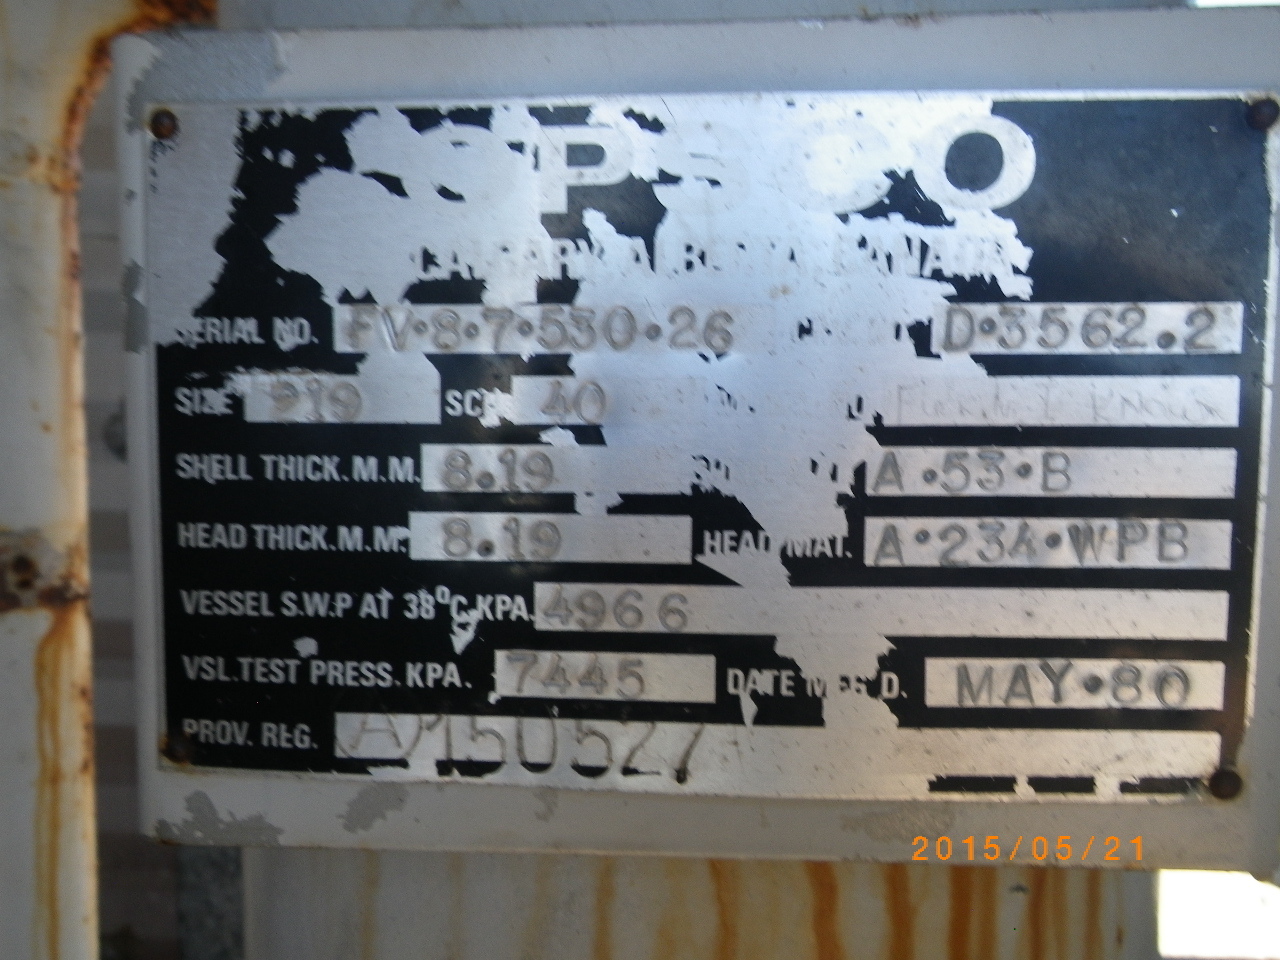 PSCO
SERIAL NO. FV·8·7·530·26 D·3562.2
SIZE 219 SCH 40
SHELL THICK.M.M. 8.19 A·53·B
HEAD THICK.M.M. 8.19 HEAD MAT. A·234·WPB
VESSEL S.W.P AT 38°C.KPA. 4966
VSL.TEST PRESS.KPA. 7445 DATE MFG'D. MAY·80
PROV. REG. A150527
2015/05/21